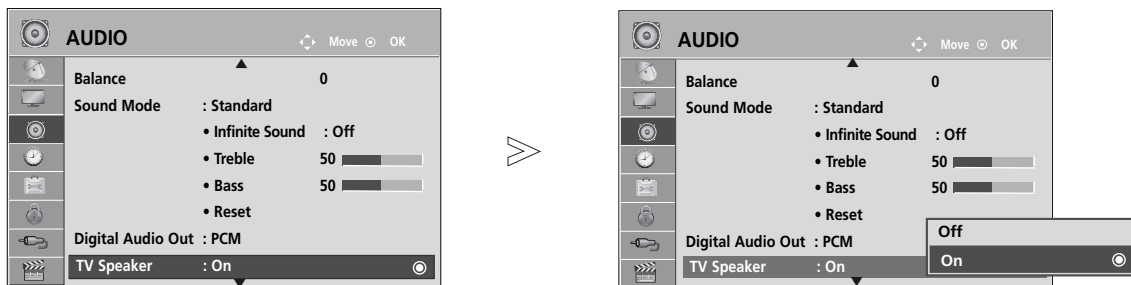 AUDIO
Move OK
Balance 0
Sound Mode : Standard
• Infinite Sound : Off
• Treble 50
• Bass 50
• Reset
Digital Audio Out : PCM
TV Speaker : On
>
AUDIO
Move OK
Balance 0
Sound Mode : Standard
• Infinite Sound : Off
• Treble 50
• Bass 50
• Reset
Digital Audio Out : PCM
TV Speaker : On
Off
On